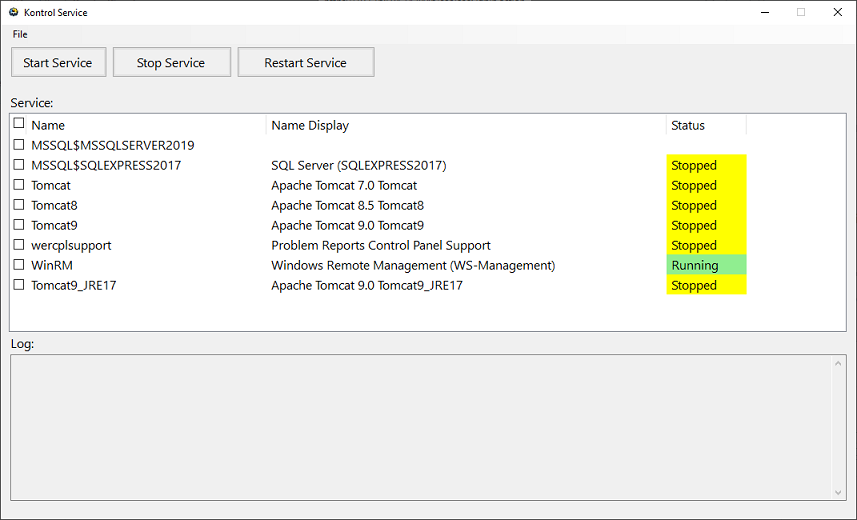 Kontrol Service
File
Start Service Stop Service Restart Service
Service:
Name Name Display Status
MSSQL$MSSQLSERVER2019
MSSQL$SQLEXPRESS2017 SQL Server (SQLEXPRESS2017) Stopped
Tomcat Apache Tomcat 7.0 Tomcat Stopped
Tomcat8 Apache Tomcat 8.5 Tomcat8 Stopped
Tomcat9 Apache Tomcat 9.0 Tomcat9 Stopped
wercplsupport Problem Reports Control Panel Support Stopped
WinRM Windows Remote Management (WS-Management) Running
Tomcat9_JRE17 Apache Tomcat 9.0 Tomcat9_JRE17 Stopped
Log: